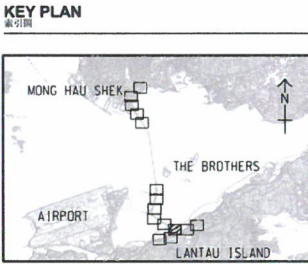 KEY PLAN
索引圖
MONG HAU SHEK
N
THE BROTHERS
AIRPORT
LANTAU ISLAND